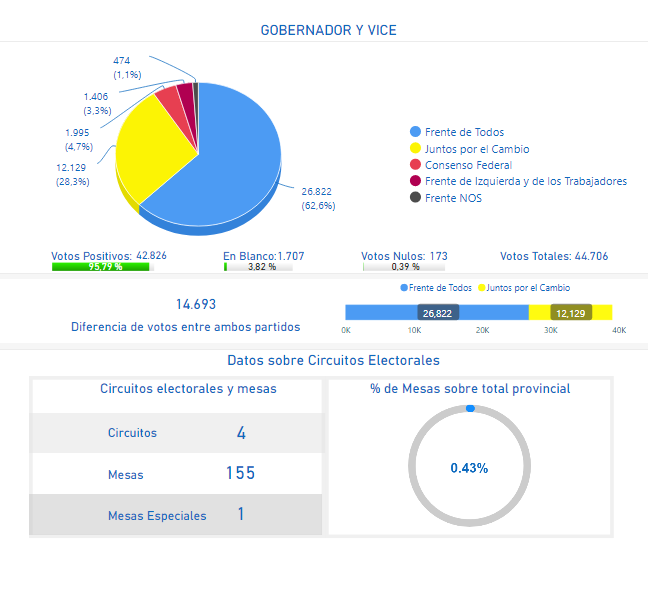 GOBERNADOR Y VICE
474
(1,1%)
1.406
(3,3%)
1.995
(4,7%)
12.129
(28,3%)
26.822
(62,6%)
Frente de Todos
Juntos por el Cambio
Consenso Federal
Frente de Izquierda y de los Trabajadores
Frente NOS
Votos Positivos: 42.826
95,79 %
En Blanco:1.707
3,82 %
Votos Nulos: 173
0,39 %
Votos Totales: 44.706
14.693
Diferencia de votos entre ambos partidos
Frente de Todos Juntos por el Cambio
26,822 12,129
0K 10K 20K 30K 40K
Datos sobre Circuitos Electorales
Circuitos electorales y mesas
Circuitos 4
Mesas 155
Mesas Especiales 1
% de Mesas sobre total provincial
0.43%